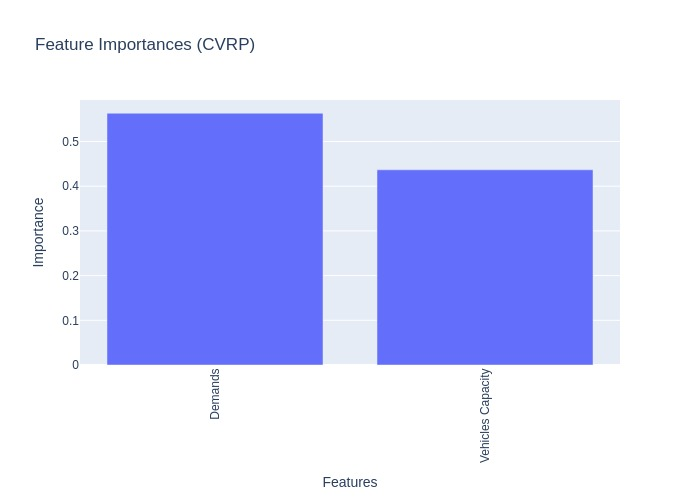 Feature Importances (CVRP)
Importance
0.5
0.4
0.3
0.2
0.1
0
Demands
Vehicles Capacity
Features